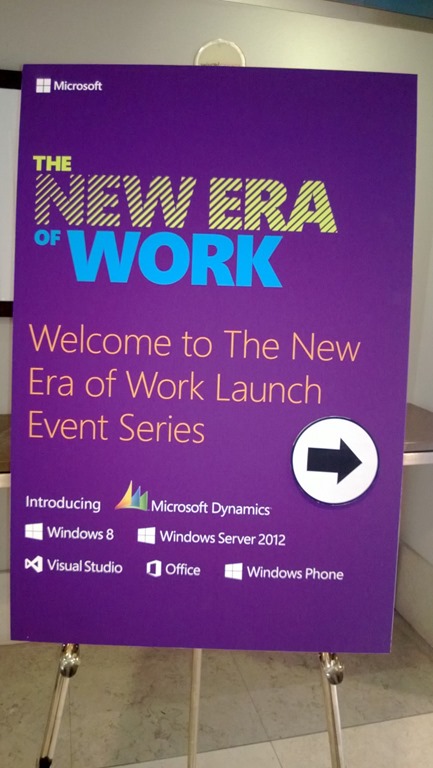 Microsoft
THE
NEW ERA
OF WORK
Welcome to The New
Era of Work Launch
Event Series
Introducing Microsoft Dynamics
Windows 8 Windows Server 2012
Visual Studio Office Windows Phone